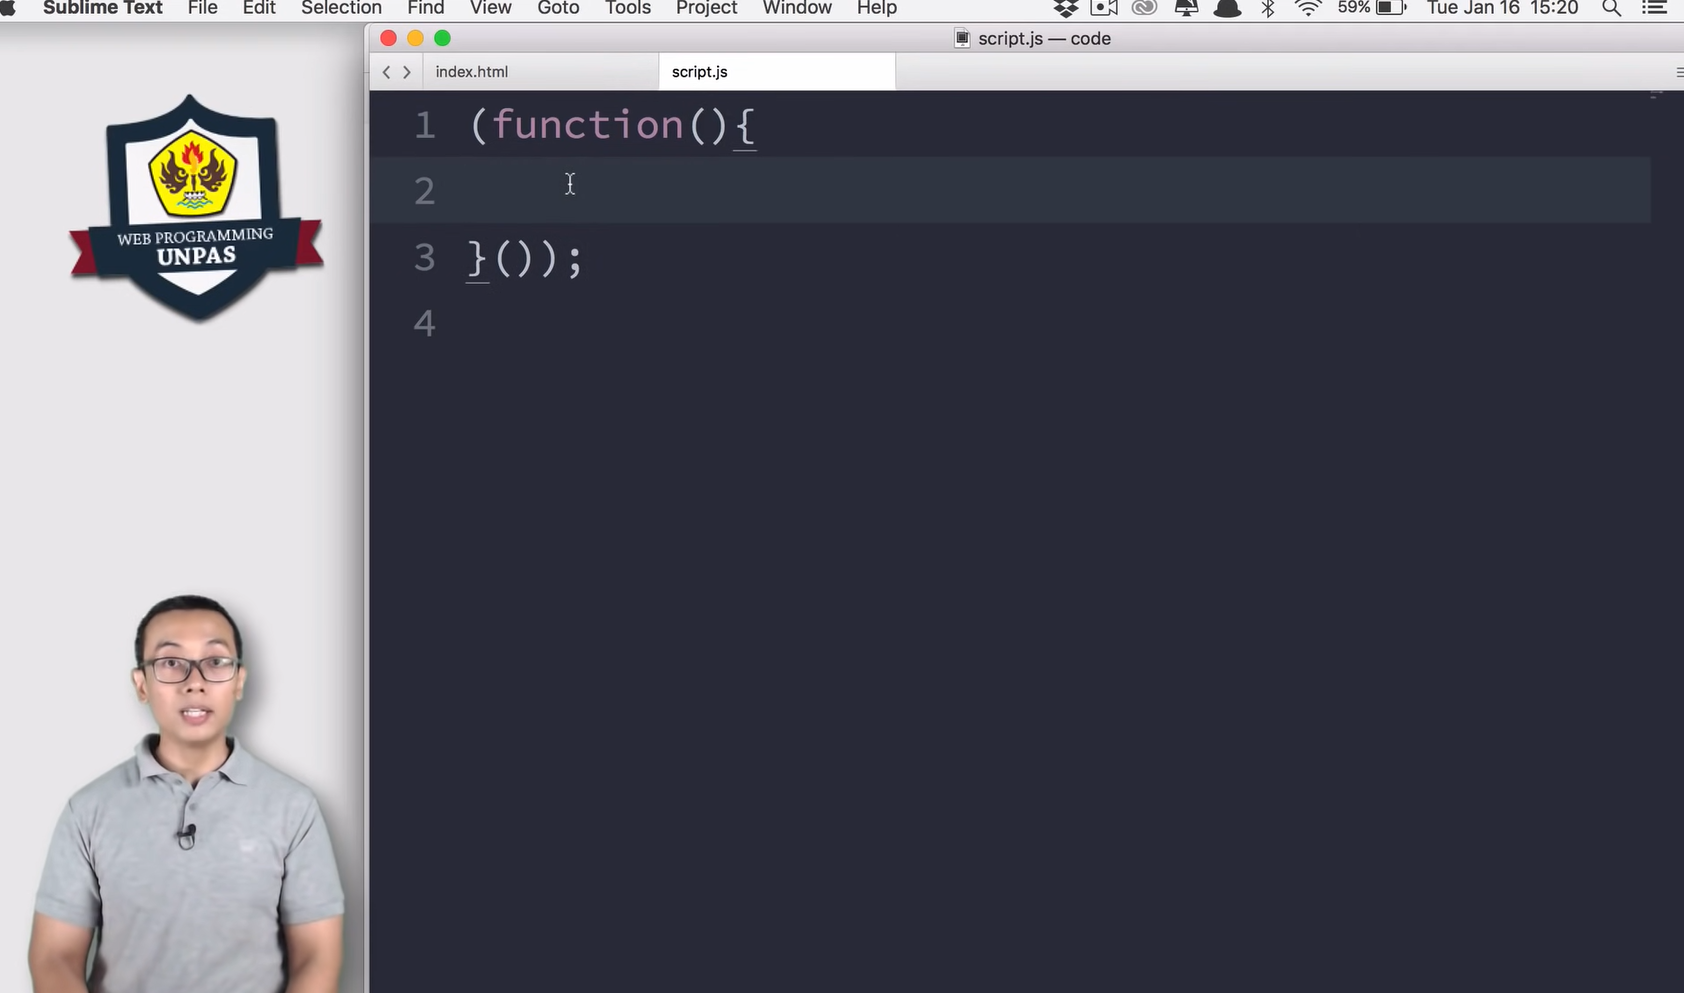 Sublime Text File Edit Selection Find View Goto Tools Project Window Help 59% Tue Jan 16 15:20
script.js — code
index.html script.js
WEB PROGRAMMING
UNPAS
1 (function(){
2
3 }());
4